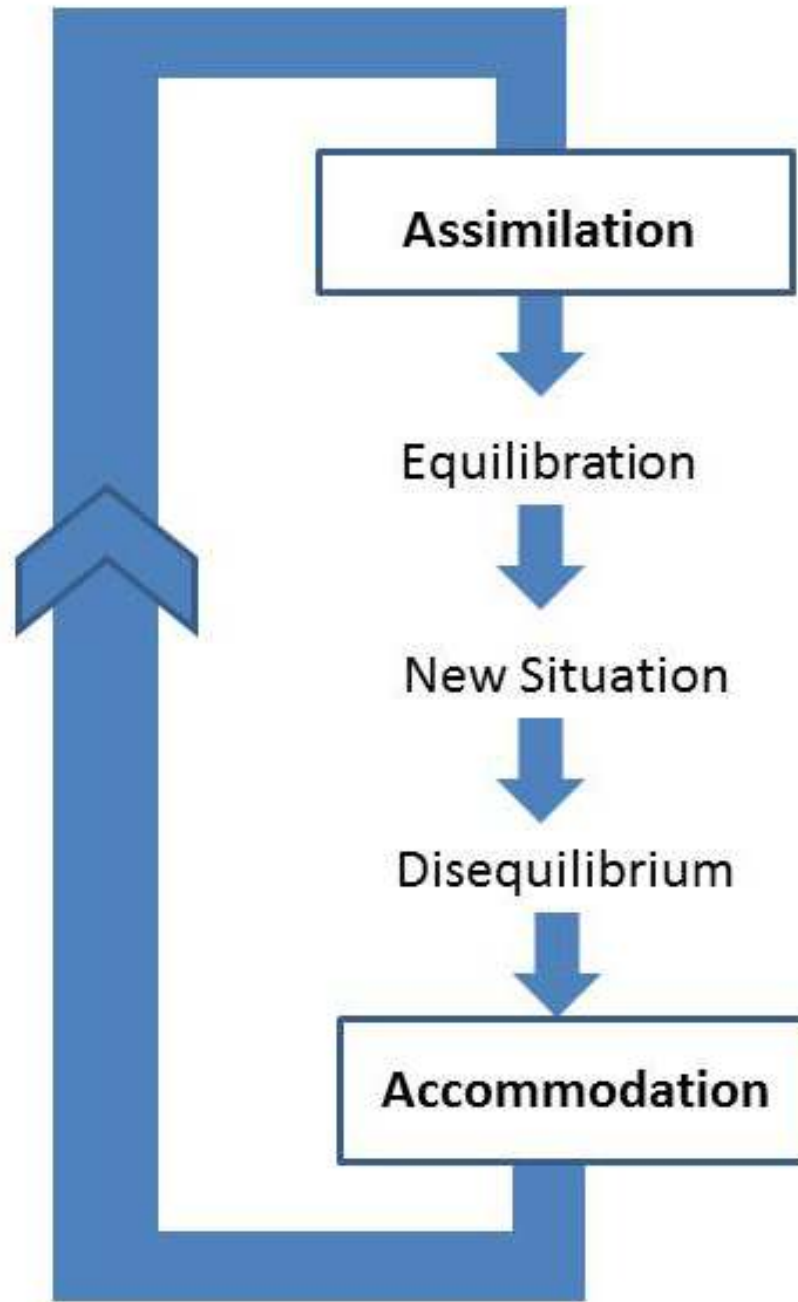 Assimilation
Equilibration
New Situation
Disequilibrium
Accommodation